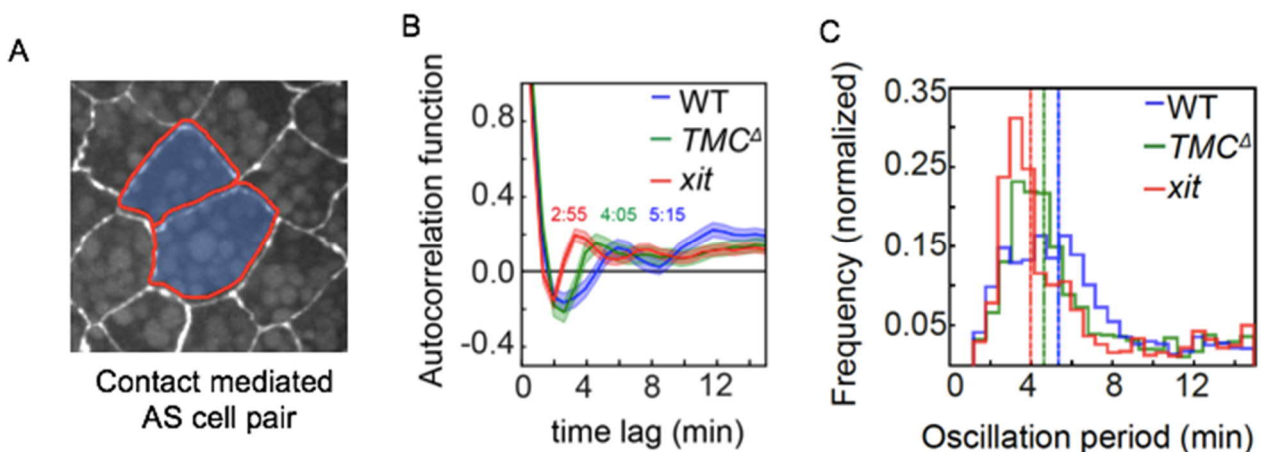 A
Contact mediated
AS cell pair
B
Autocorrelation function
0.8
0.4
0.0
-0.4
0
4
8
12
time lag (min)
WT
TMC^Δ
xit
2:55
4:05
5:15
C
Frequency (normalized)
0.35
0.25
0.15
0.05
0
4
8
12
Oscillation period (min)
WT
TMC^Δ
xit